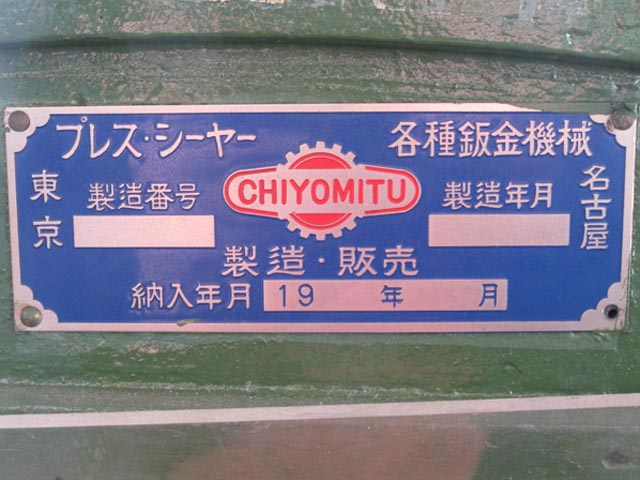 プレス・シーヤー 各種鈑金機械
東京 製造番号 CHIYOMITU 製造年月 名古屋
製造・販売
納入年月 19 年 月